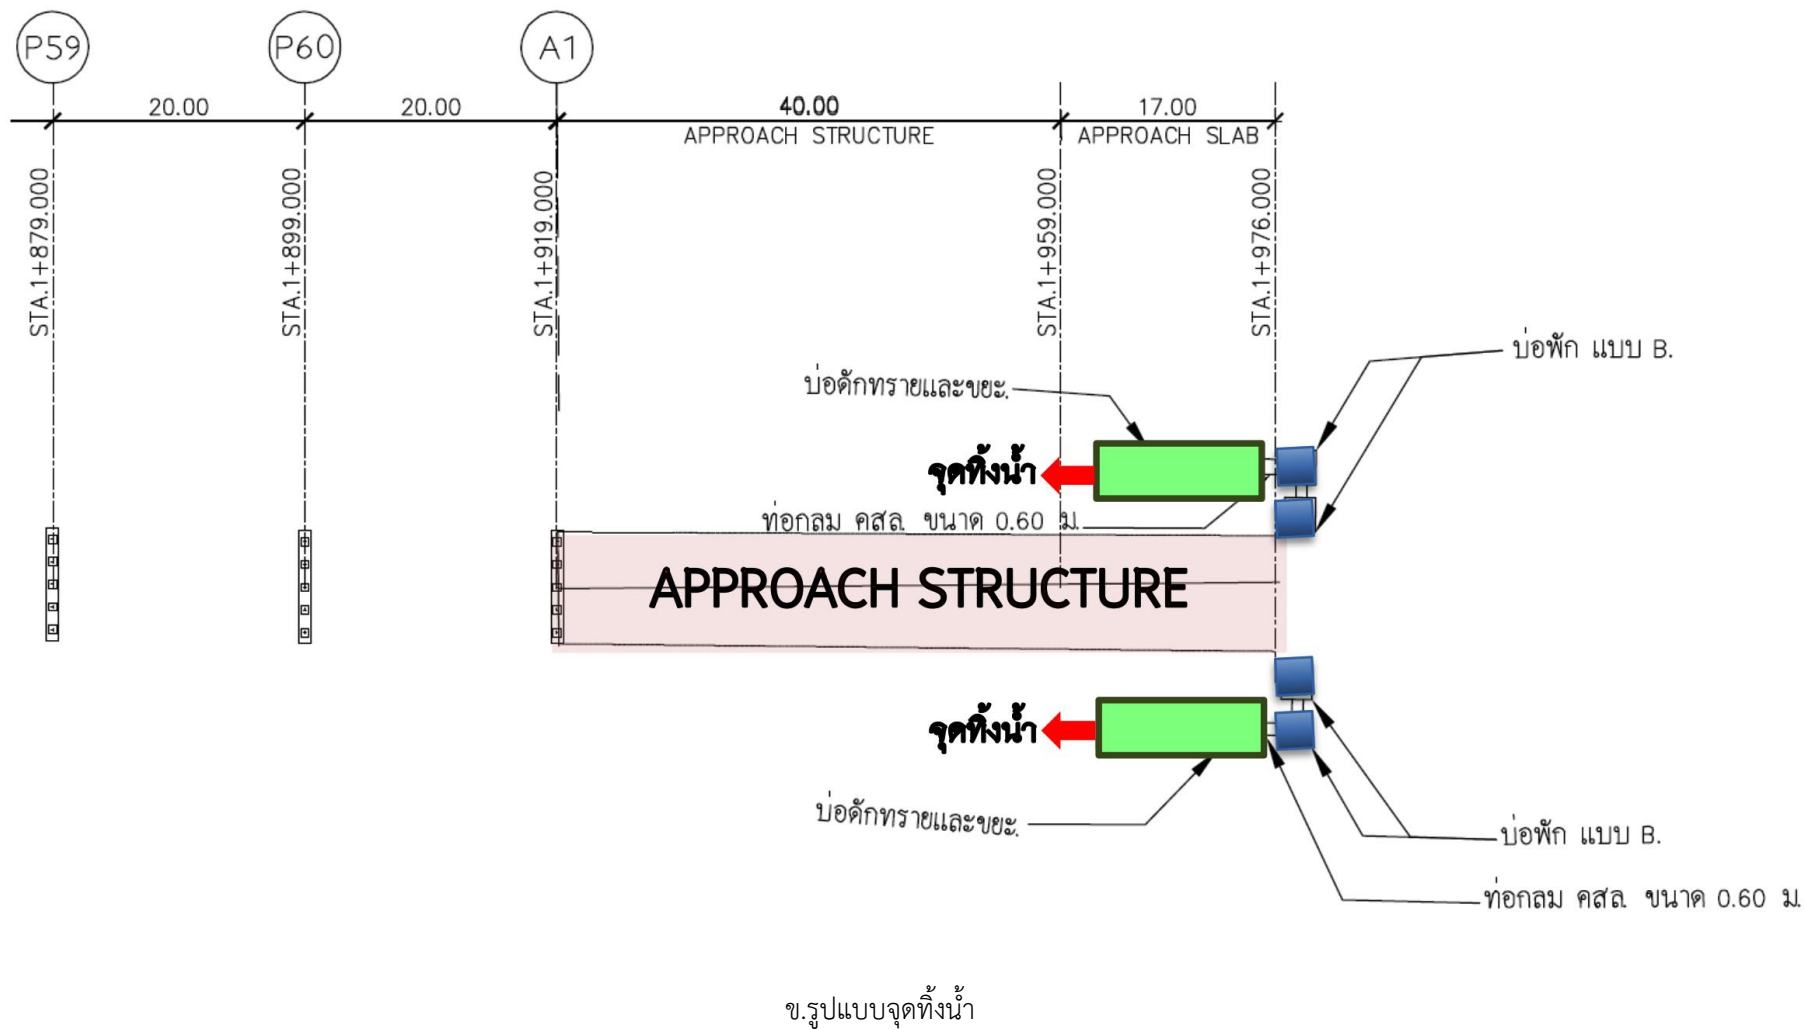 P59
P60
A1
20.00
20.00
40.00
17.00
APPROACH STRUCTURE
APPROACH SLAB
STA.1+879.000
STA.1+899.000
STA.1+919.000
STA.1+959.000
STA.1+976.000
บ่อพัก แบบ B.
บ่อดักทรายและขยะ.
จุดทิ้งน้ำ
ท่อกลม คสล. ขนาด 0.60 ม.
APPROACH STRUCTURE
จุดทิ้งน้ำ
บ่อดักทรายและขยะ.
บ่อพัก แบบ B.
ท่อกลม คสล. ขนาด 0.60 ม.
ข.รูปแบบจุดทิ้งน้ำ